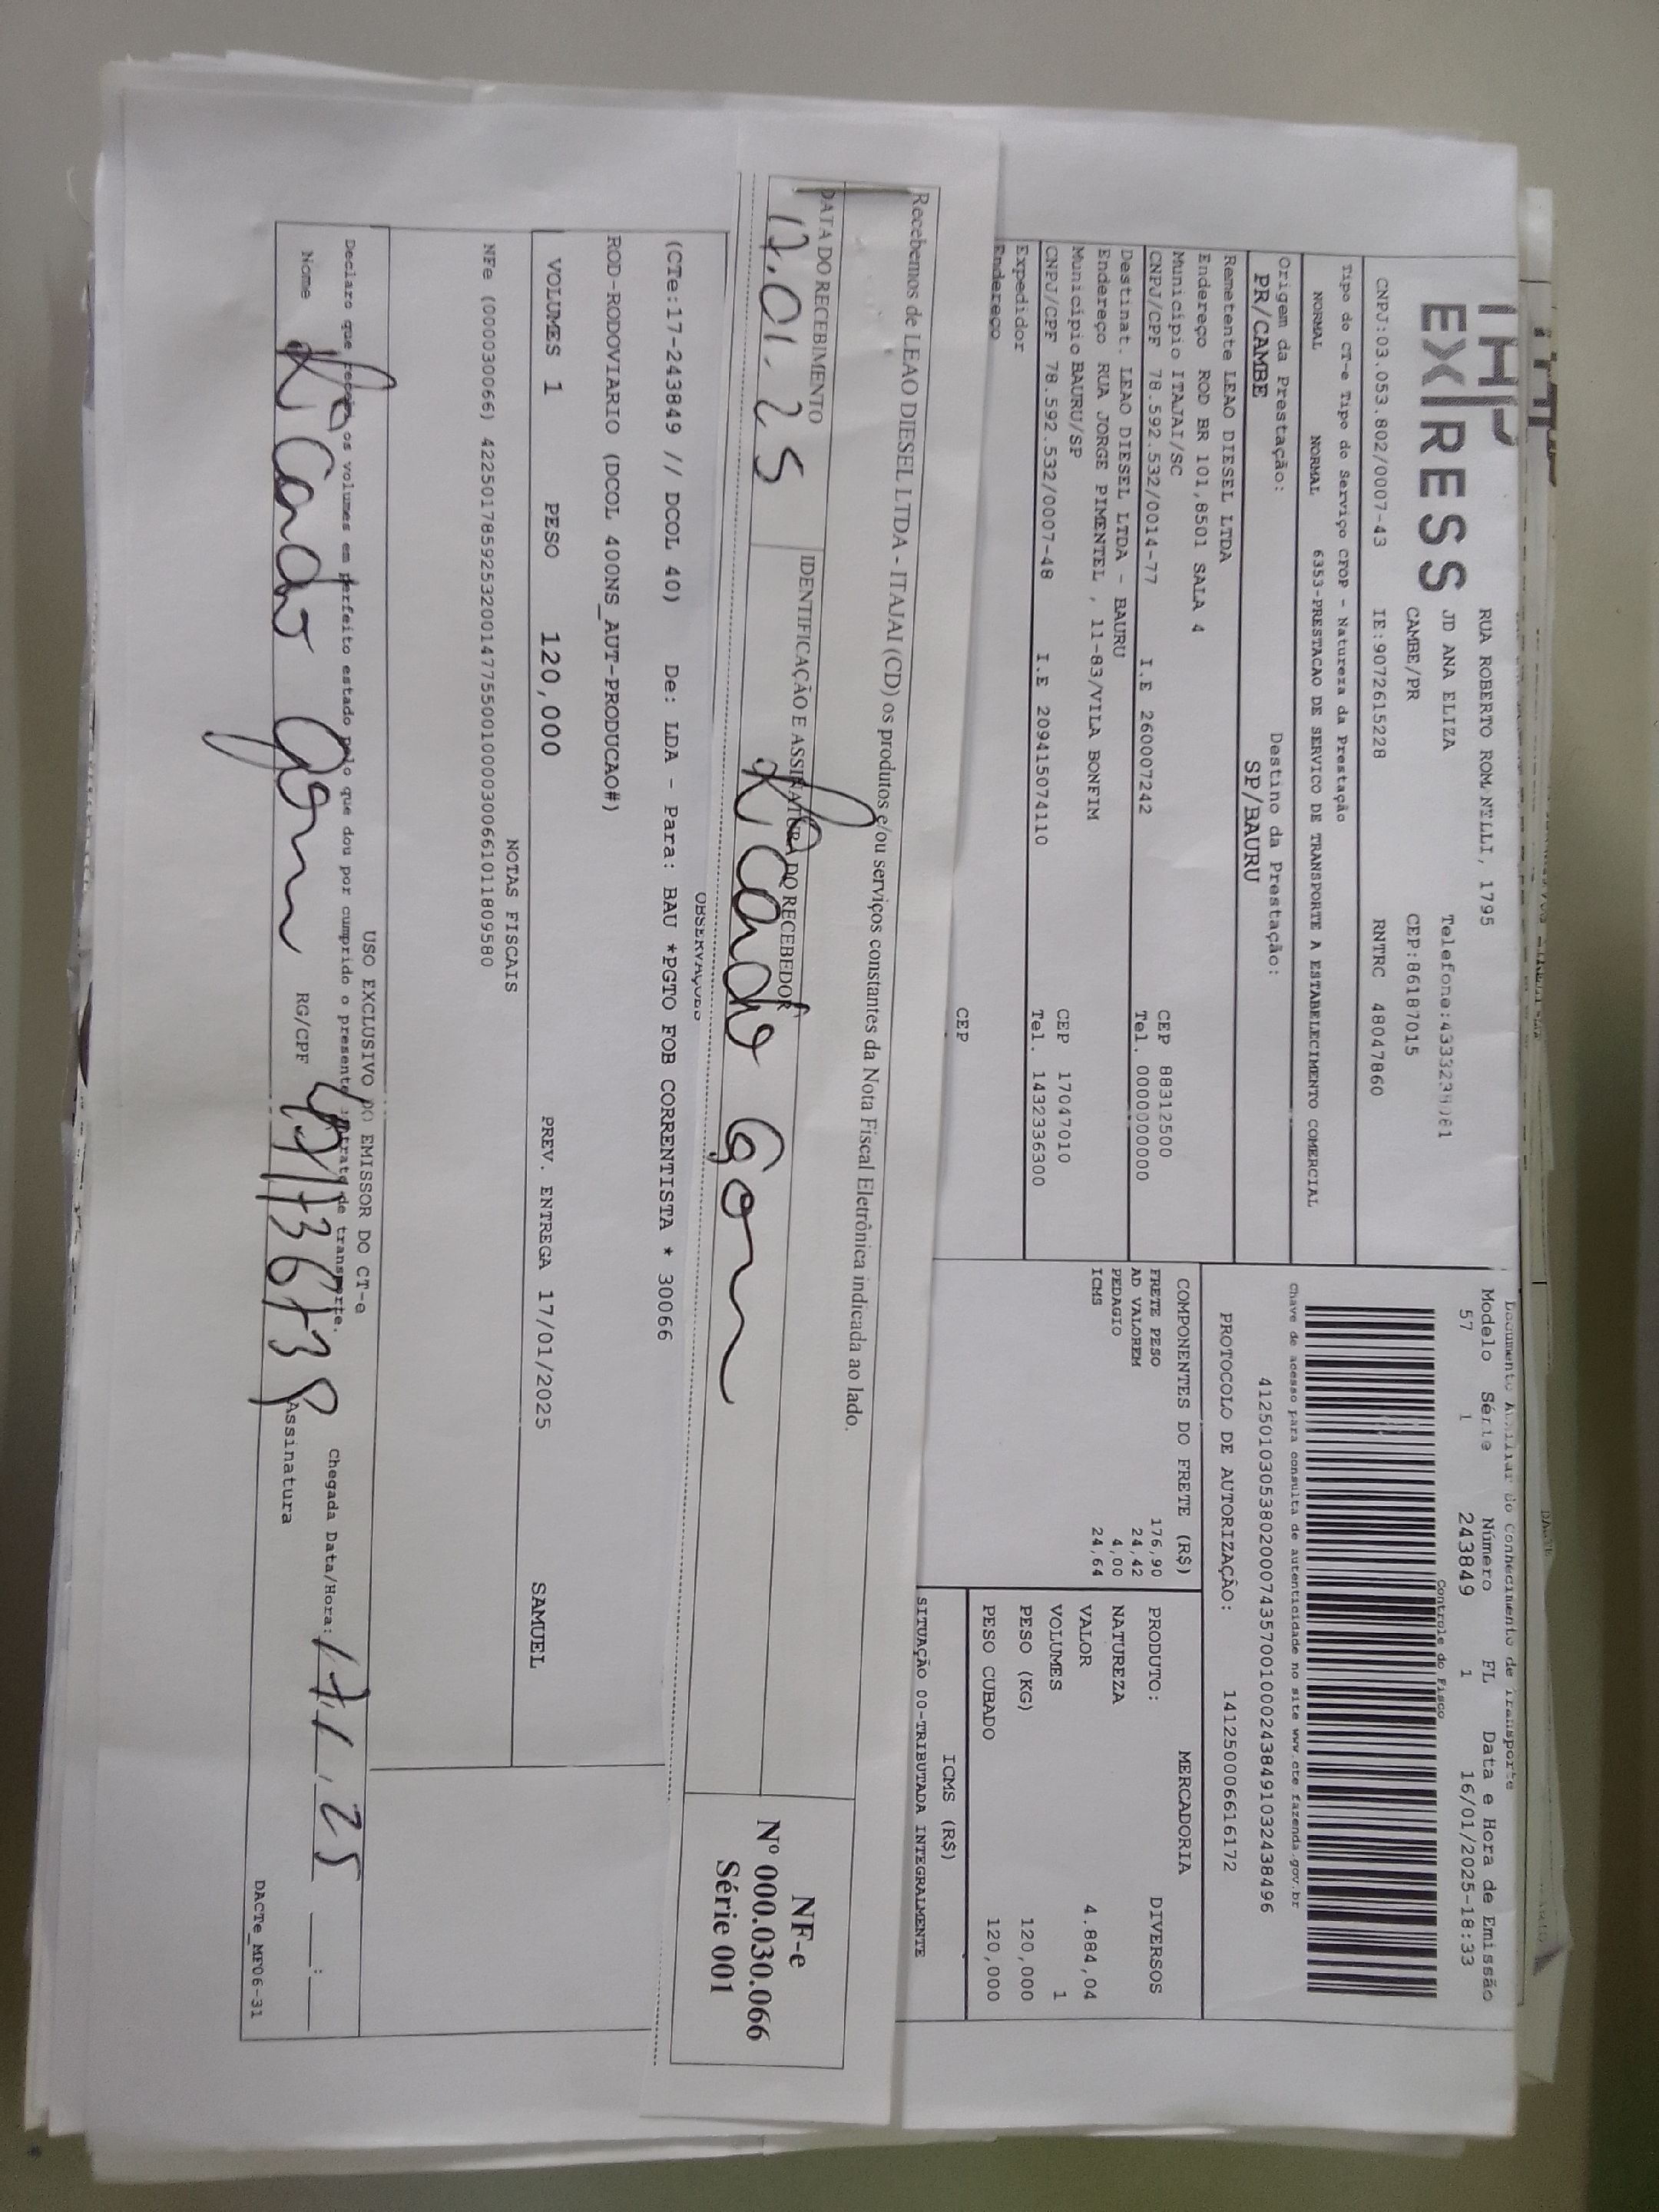 THP
EXPRESS
RUA ROBERTO ROMANELLI, 1795
JD ANA ELIZA
CAMBE/PR
CEP:86187015
CNPJ:03.053.802/0007-43 IE:9072615228 RNTRC 48047860
Tipo do CT-e Tipo do Serviço CFOP - Natureza da Prestação
NORMAL NORMAL 6353-PRESTACAO DE SERVICO DE TRANSPORTE A ESTABELECIMENTO COMERCIAL
Origem da Prestação: Destino da Prestação:
PR/CAMBE SP/BAURU
Remetente LEAO DIESEL LTDA
Endereço ROD BR 101,8501 SALA 4
Município ITAJAI/SC CEP 88312500
CNPJ/CPF 78.592.532/0014-77 I.E 260007242 Tel. 0000000000
Destinat. LEAO DIESEL LTDA - BAURU
Endereço RUA JORGE PIMENTEL , 11-83/VILA BONFIM
Município BAURU/SP CEP 17047010
CNPJ/CPF 78.592.532/0007-48 I.E 209415074110 Tel. 1432336300
Expedidor
Endereço
CEP
Documento Auxiliar do Conhecimento de Transporte
Modelo Série Número FL Data e Hora de Emissão
57 1 243849 1 16/01/2025-18:33
Controle do Fisco
Chave de acesso para consulta de autenticidade no site www.cte fazenda.gov.br
41250103053802000743570010002438491032438496
PROTOCOLO DE AUTORIZAÇÃO: 141250006616172
COMPONENTES DO FRETE (R$)
FRETE PESO 176,90
AD VALOREM 24,42
PEDAGIO 4,00
ICMS 24,64
MERCADORIA
PRODUTO: DIVERSOS
NATUREZA
VALOR 4.884,04
VOLUMES 1
PESO (KG) 120,000
PESO CUBADO 120,000
ICMS (R$)
SITUAÇÃO 00-TRIBUTADA INTEGRALMENTE
Recebemos de LEAO DIESEL LTDA - ITAJAI (CD) os produtos e/ou serviços constantes da Nota Fiscal Eletrônica indicada ao lado.
DATA DO RECEBIMENTO IDENTIFICAÇÃO E ASSINATURA DO RECEBEDOR
17.01.25
NF-e
Nº 000.030.066
Série 001
OBSERVAÇOES
(CTe:17-243849 // DCOL 40) De: LDA - Para: BAU *PGTO FOB CORRENTISTA * 30066
ROD-RODOVIARIO (DCOL 400NS_AUT-PRODUCAO#)
VOLUMES 1 PESO 120,000 PREV. ENTREGA 17/01/2025 SAMUEL
NOTAS FISCAIS
NFe (000030066) 42250178592532001477550010000300661011809580
USO EXCLUSIVO DO EMISSOR DO CT-e
Declaro que recebi os volumes em perfeito estado pelo que dou por cumprido o presente contrato de transporte.
Nome RG/CPF Assinatura
Chegada Data/Hora: 17/1/25 __:__
DACTe_MF06-31